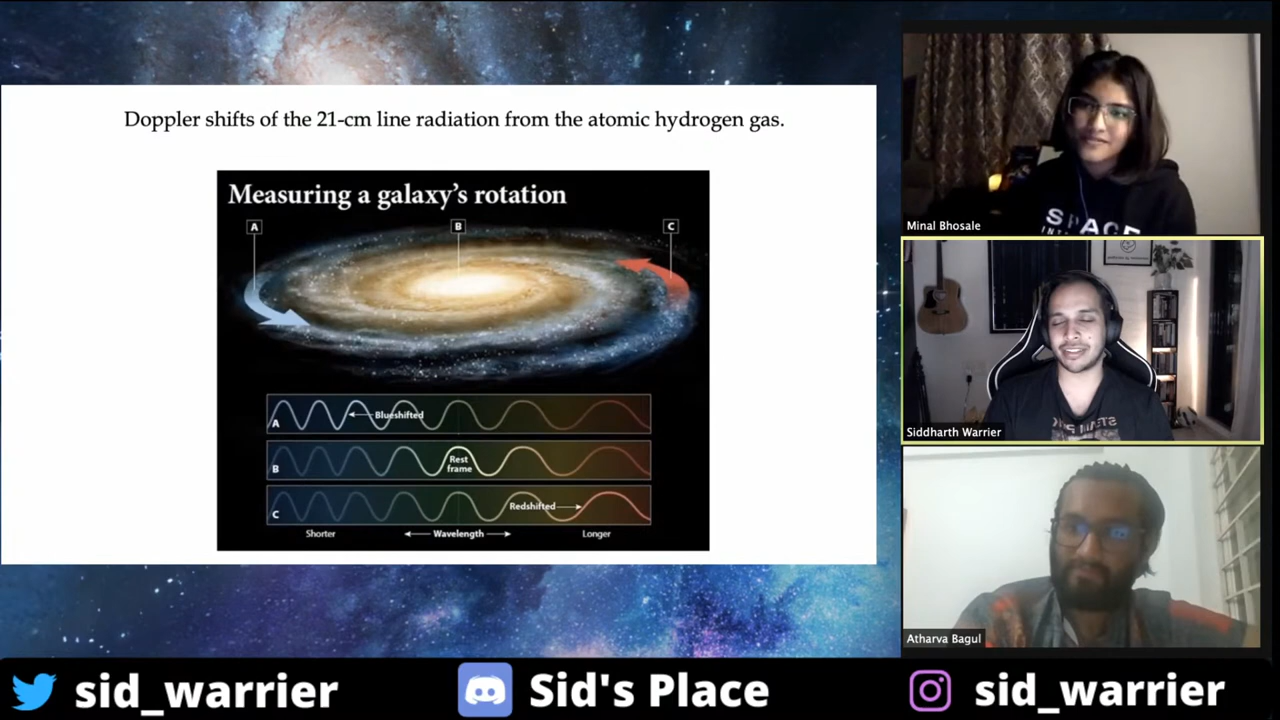 Doppler shifts of the 21-cm line radiation from the atomic hydrogen gas.
Measuring a galaxy's rotation
A
B
C
Blueshifted
A
Rest
frame
B
Redshifted
C
Shorter
Wavelength
Longer
SPACE
Minal Bhosale
Siddharth Warrier
Atharva Bagul
sid_warrier
Sid's Place
sid_warrier